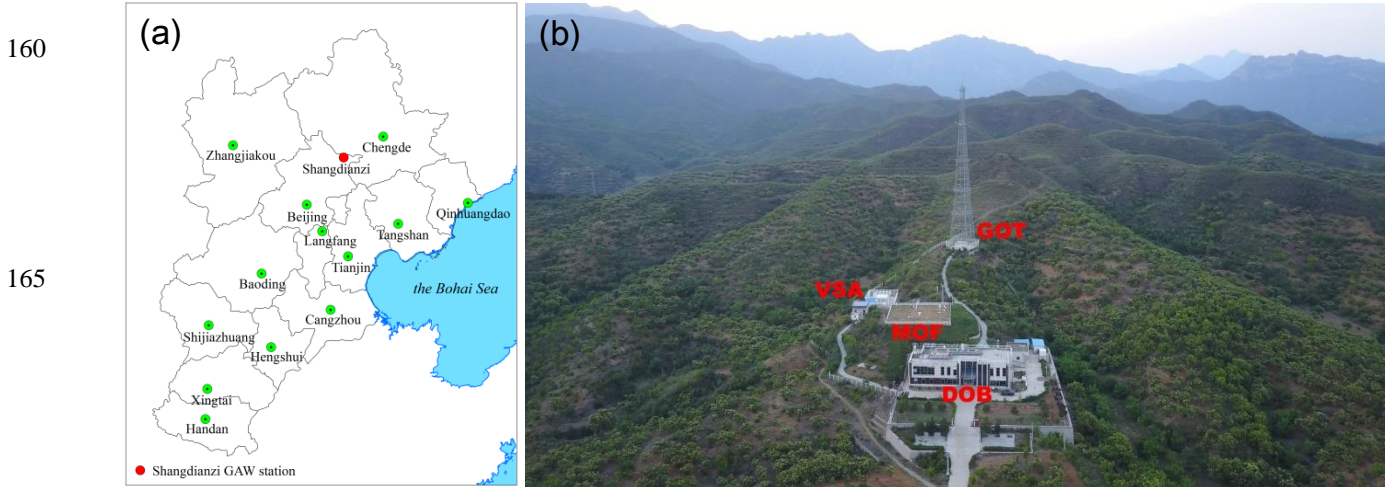 160
165
(a)
Zhangjiakou
Chengde
Shangdianzi
Beijing
Qinhuangdao
Tangshan
Langfang
Tianjin
Baoding
the Bohai Sea
Cangzhou
Shijiazhuang
Hengshui
Xingtai
Handan
Shangdianzi GAW station
(b)
GOT
VSA
MOF
DOB